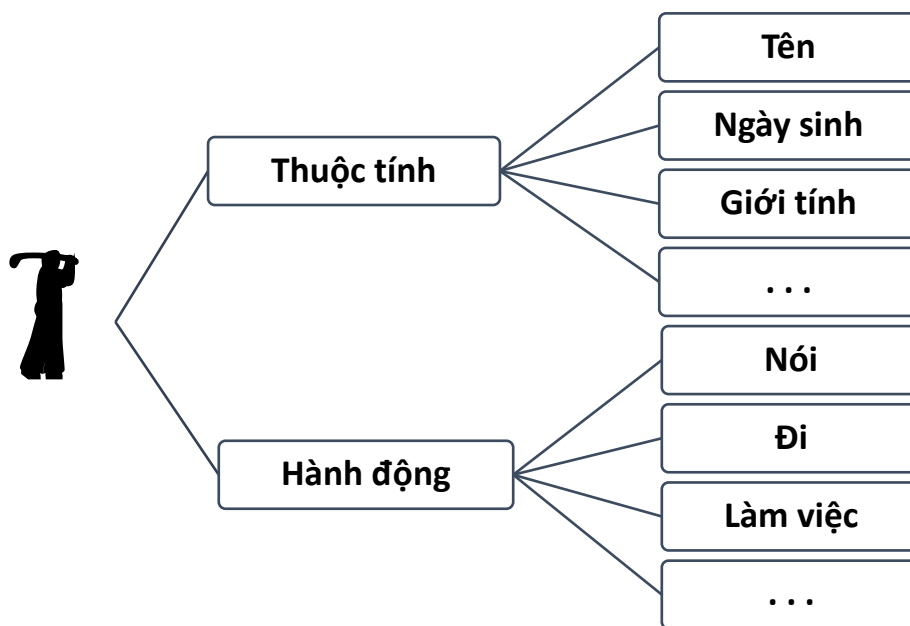 Thuộc tính
Tên
Ngày sinh
Giới tính
. . .
Hành động
Nói
Đi
Làm việc
. . .